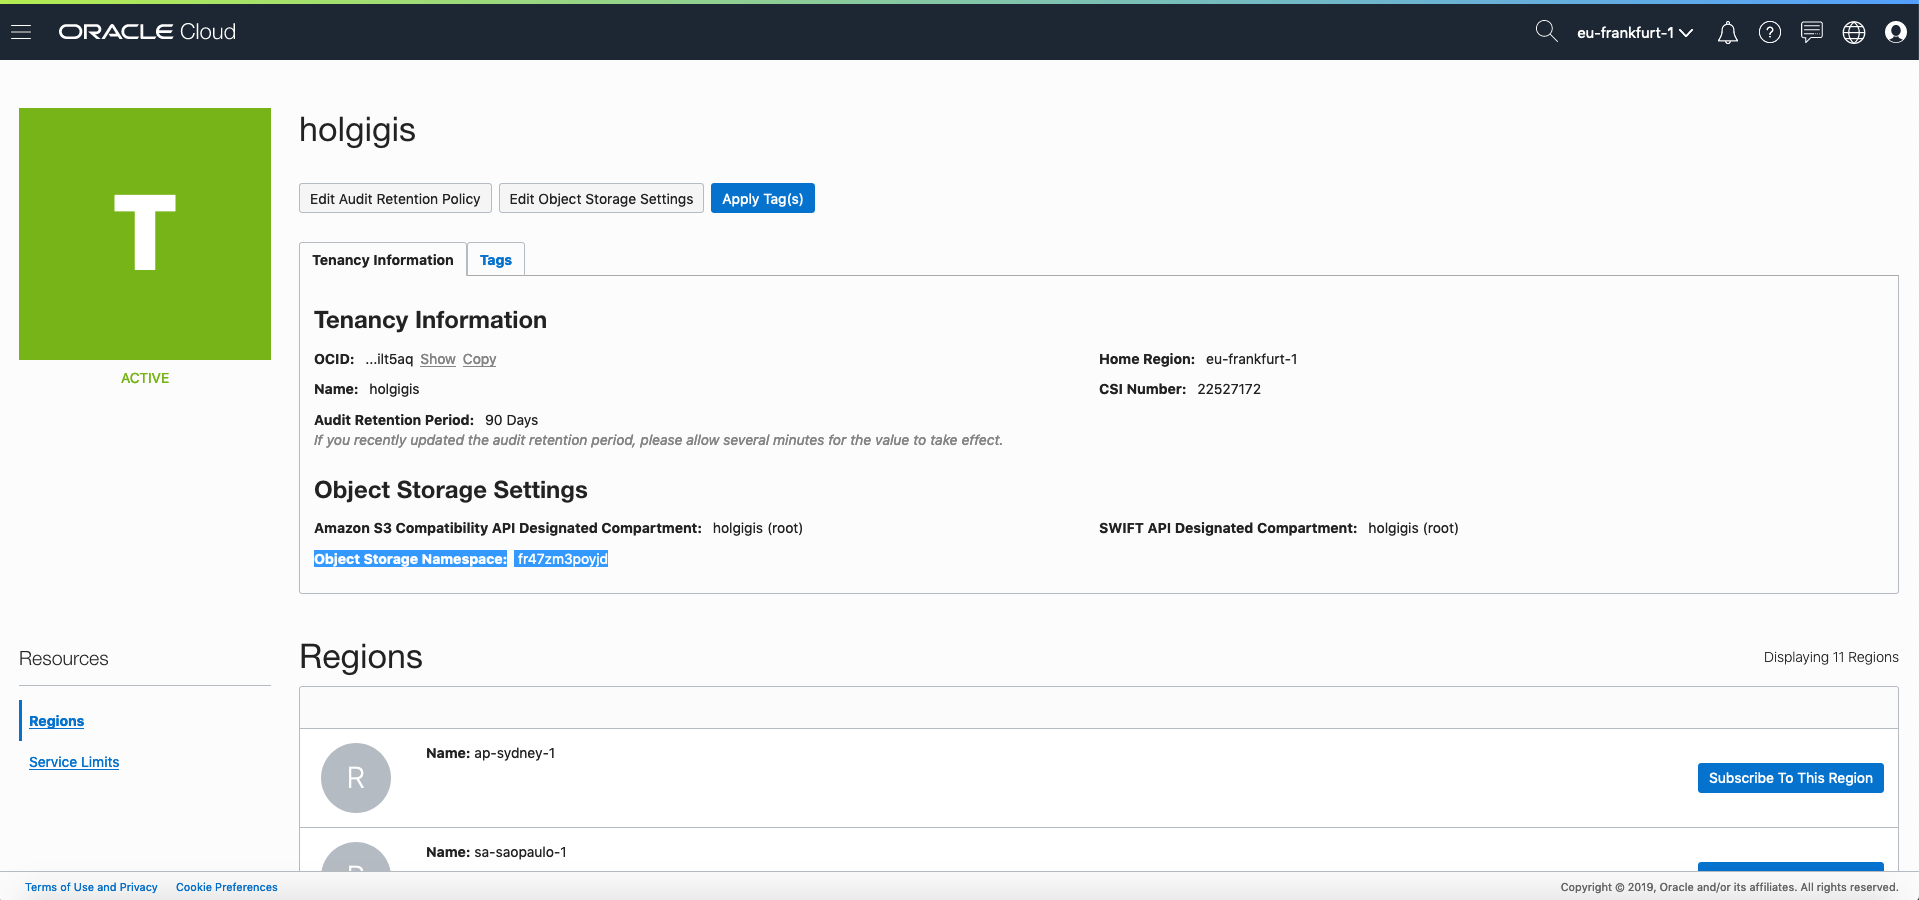 ORACLE Cloud
eu-frankfurt-1
T
ACTIVE
holgigis
Edit Audit Retention Policy Edit Object Storage Settings Apply Tag(s)
Tenancy Information Tags
Tenancy Information
OCID: ...ilt5aq Show Copy
Home Region: eu-frankfurt-1
Name: holgigis
CSI Number: 22527172
Audit Retention Period: 90 Days
If you recently updated the audit retention period, please allow several minutes for the value to take effect.
Object Storage Settings
Amazon S3 Compatibility API Designated Compartment: holgigis (root)
SWIFT API Designated Compartment: holgigis (root)
Object Storage Namespace: fr47zm3poyjd
Resources
Regions
Service Limits
Regions
Displaying 11 Regions
R
Name: ap-sydney-1
Subscribe To This Region
R
Name: sa-saopaulo-1
Terms of Use and Privacy Cookie Preferences
Copyright © 2019, Oracle and/or its affiliates. All rights reserved.